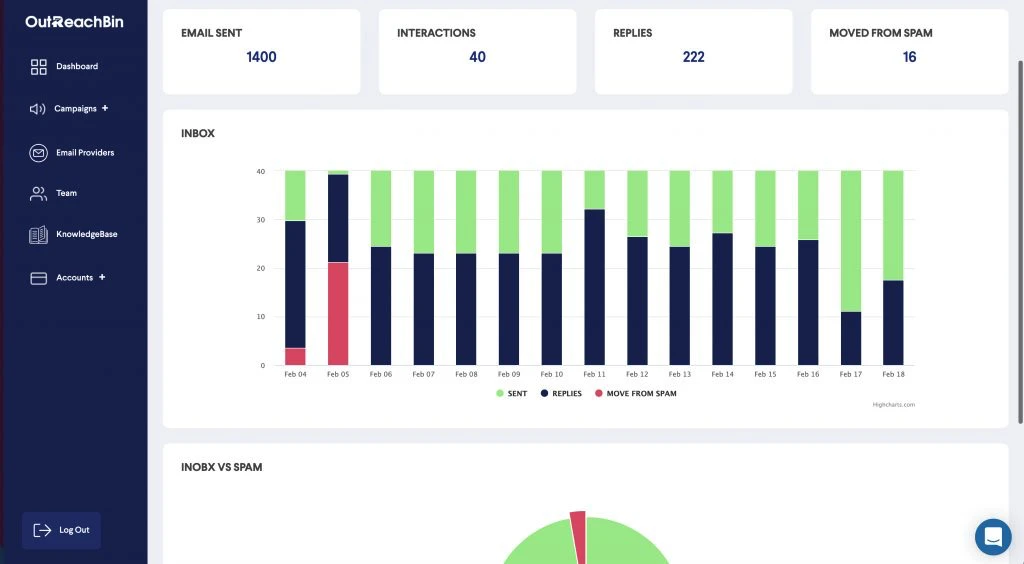 OutReachBin
Dashboard
Campaigns +
Email Providers
Team
KnowledgeBase
Accounts +
Log Out
EMAIL SENT
1400
INTERACTIONS
40
REPLIES
222
MOVED FROM SPAM
16
INBOX
40
30
20
10
0
Feb 04 Feb 05 Feb 06 Feb 07 Feb 08 Feb 09 Feb 10 Feb 11 Feb 12 Feb 13 Feb 14 Feb 15 Feb 16 Feb 17 Feb 18
SENT REPLIES MOVE FROM SPAM
Highcharts.com
INOBX VS SPAM